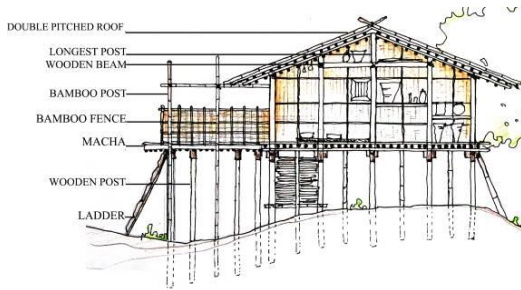 DOUBLE PITCHED ROOF
LONGEST POST
WOODEN BEAM
BAMBOO POST
BAMBOO FENCE
MACHA
WOODEN POST
LADDER